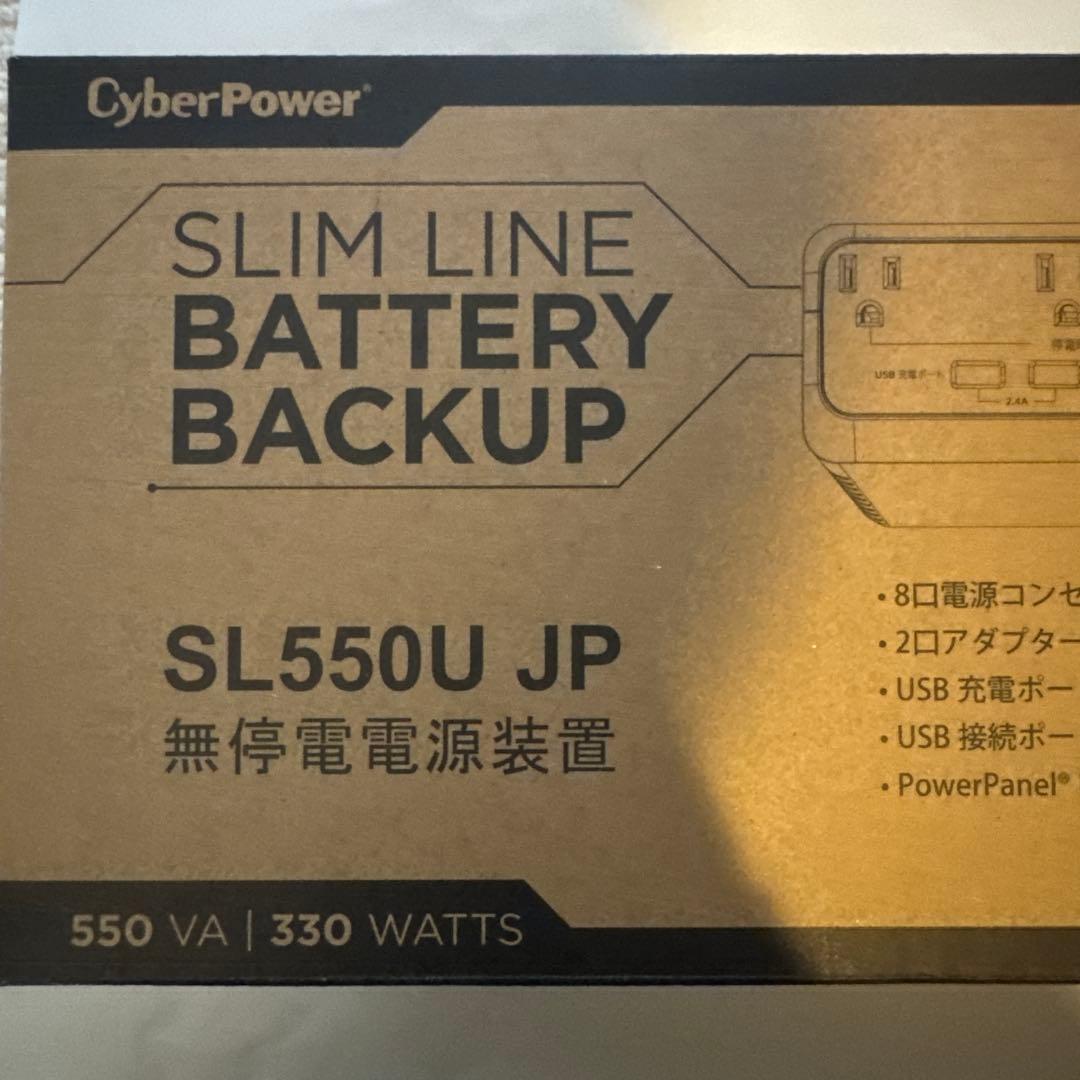 CyberPower®
SLIM LINE
BATTERY
BACKUP
USB 充電ポート
2.4A
SL550U JP
無停電電源装置
• 8口電源コンセ
• 2口アダプター
• USB 充電ポー
• USB 接続ポー
• PowerPanel®
550 VA | 330 WATTS